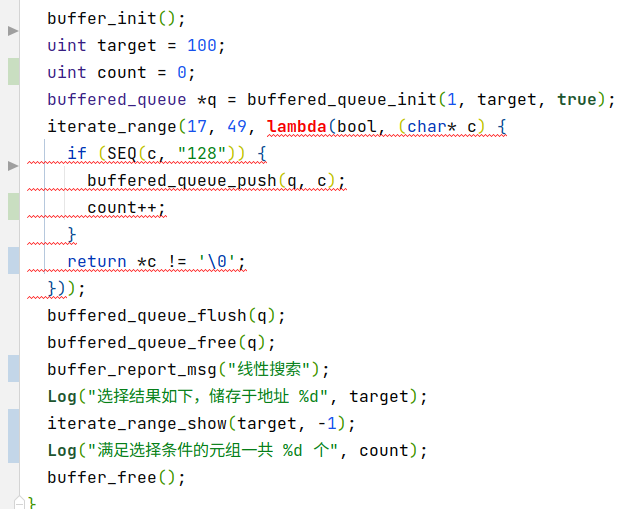 buffer_init();
uint target = 100;
uint count = 0;
buffered_queue *q = buffered_queue_init(1, target, true);
iterate_range(17, 49, lambda(bool, (char* c) {
  if (SEQ(c, "128")) {
    buffered_queue_push(q, c);
    count++;
  }
  return *c != '\0';
}));
buffered_queue_flush(q);
buffered_queue_free(q);
buffer_report_msg("线性搜索");
Log("选择结果如下，储存于地址 %d", target);
iterate_range_show(target, -1);
Log("满足选择条件的元组一共 %d 个", count);
buffer_free();
}